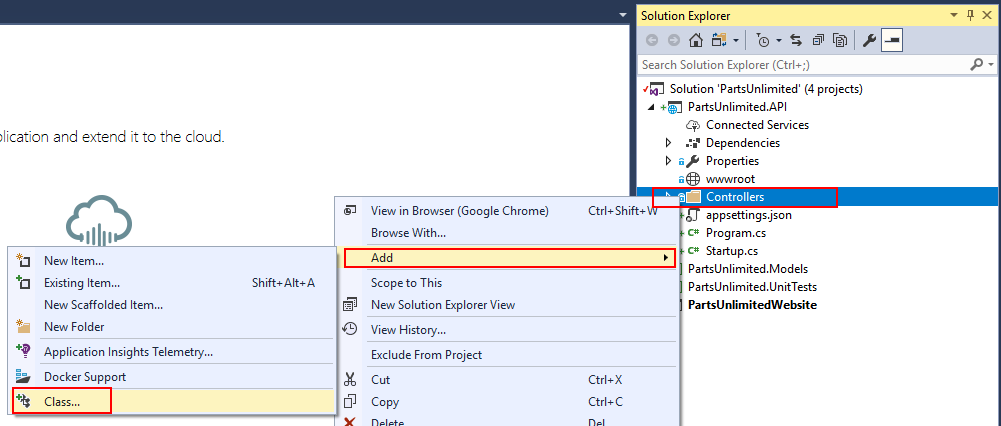 Solution Explorer
Search Solution Explorer (Ctrl+;)
Solution 'PartsUnlimited' (4 projects)
PartsUnlimited.API
Connected Services
Dependencies
Properties
wwwroot
Controllers
appsettings.json
Program.cs
Startup.cs
PartsUnlimited.Models
PartsUnlimited.UnitTests
PartsUnlimitedWebsite
plication and extend it to the cloud.
View in Browser (Google Chrome) Ctrl+Shift+W
Browse With...
Add
Scope to This
New Solution Explorer View
View History...
Exclude From Project
Cut Ctrl+X
Copy Ctrl+C
Delete Del
New Item...
Existing Item... Shift+Alt+A
New Scaffolded Item...
New Folder
Application Insights Telemetry...
Docker Support
Class...